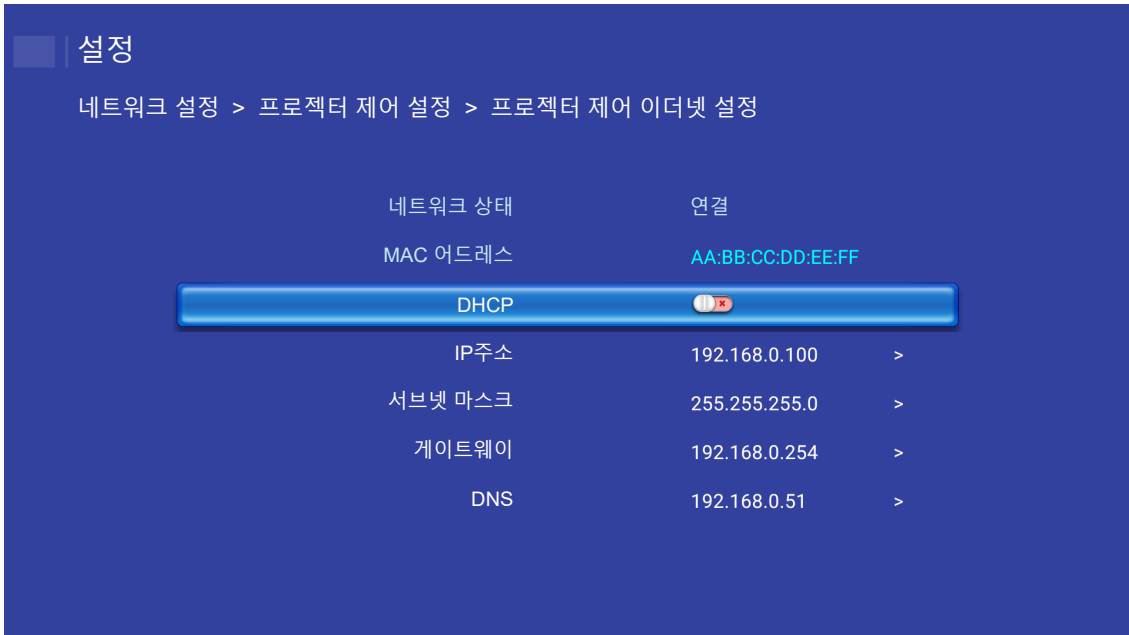 설정
네트워크 설정 > 프로젝터 제어 설정 > 프로젝터 제어 이더넷 설정
네트워크 상태 연결
MAC 어드레스 AA:BB:CC:DD:EE:FF
DHCP
IP주소 192.168.0.100 >
서브넷 마스크 255.255.255.0 >
게이트웨이 192.168.0.254 >
DNS 192.168.0.51 >